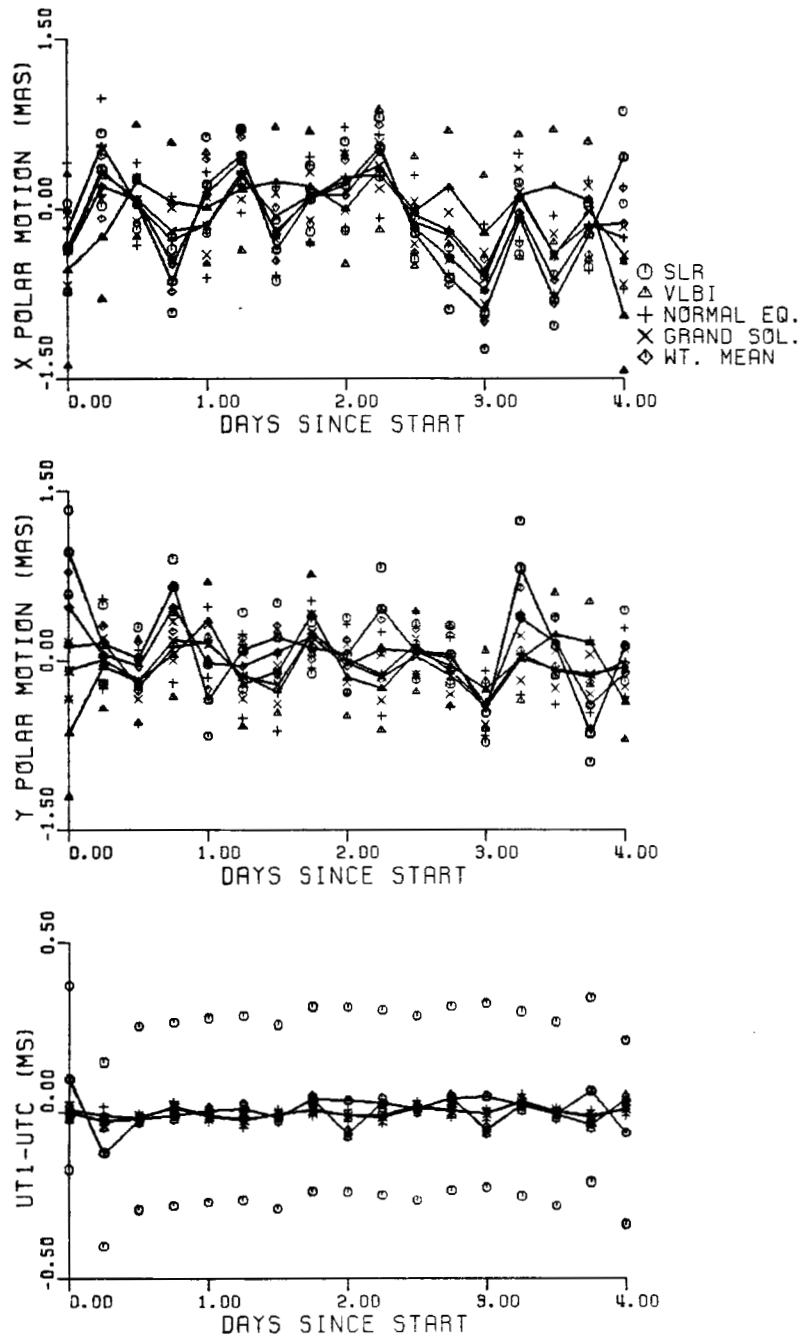 1.50
0.00
-1.50
X POLAR MOTION (MAS)
0.00 1.00 2.00 3.00 4.00
DAYS SINCE START
SLR
VLBI
NORMAL EQ.
GRAND SOL.
WT. MEAN
1.50
0.00
-1.50
Y POLAR MOTION (MAS)
0.00 1.00 2.00 3.00 4.00
DAYS SINCE START
0.50
0.00
-0.50
UT1-UTC (MS)
0.00 1.00 2.00 3.00 4.00
DAYS SINCE START